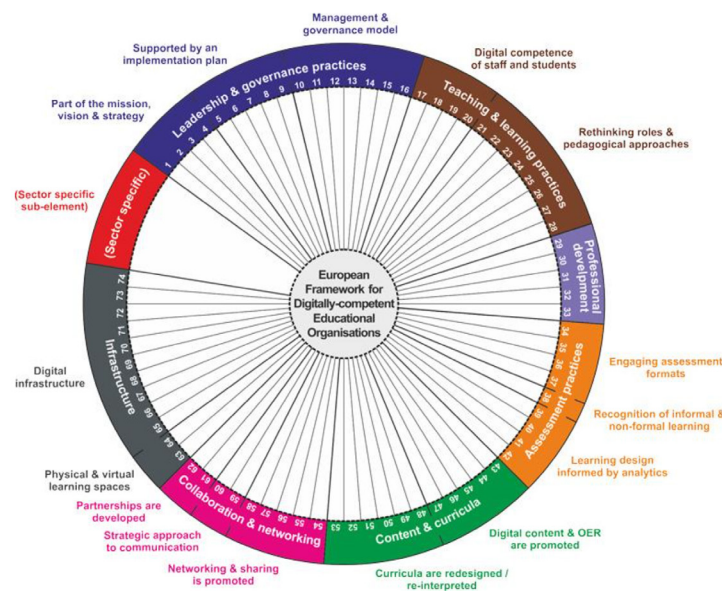 Management &
governance model
Supported by an
implementation plan
Part of the mission,
vision & strategy
Leadership & governance practices
1 2 3 4 5 6 7 8 9 10 11 12 13 14 15 16
Digital competence
of staff and students
Rethinking roles &
pedagogical approaches
Teaching & learning practices
17 18 19 20 21 22 23 24 25 26 27 28
Professional
develpment
29 30 31 32 33
Engaging assessment
formats
Recognition of informal &
non-formal learning
Learning design
informed by analytics
Assessment practices
34 35 36 37 38 39 40 41 42
Digital content & OER
are promoted
Curricula are redesigned /
re-interpreted
Content & curricula
43 44 45 46 47 48 49 50 51 52 53
Networking & sharing
is promoted
Strategic approach
to communication
Partnerships are
developed
Collaboration & networking
54 55 56 57 58 59 60 61 62
Physical & virtual
learning spaces
Digital
infrastructure
Infrastructure
63 64 65 66 67 68 69 70 71 72 73 74
(Sector specific
sub-element)
(Sector specific)
European
Framework for
Digitally-competent
Educational
Organisations